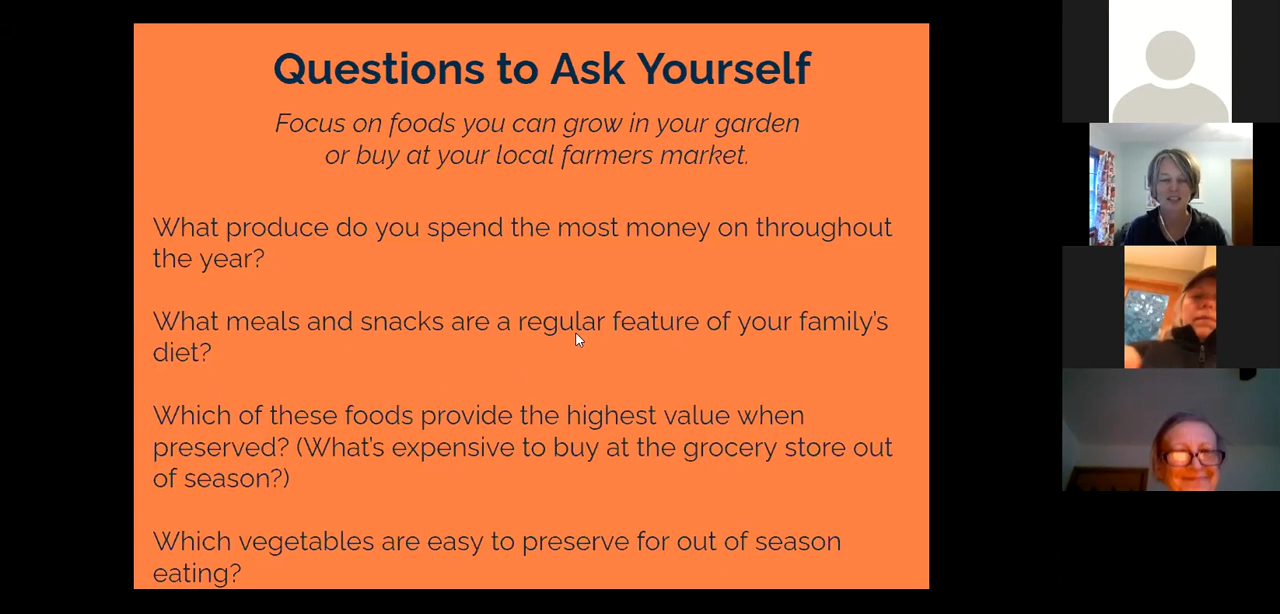 Questions to Ask Yourself
Focus on foods you can grow in your garden
or buy at your local farmers market.
What produce do you spend the most money on throughout
the year?
What meals and snacks are a regular feature of your family's
diet?
Which of these foods provide the highest value when
preserved? (What's expensive to buy at the grocery store out
of season?)
Which vegetables are easy to preserve for out of season
eating?